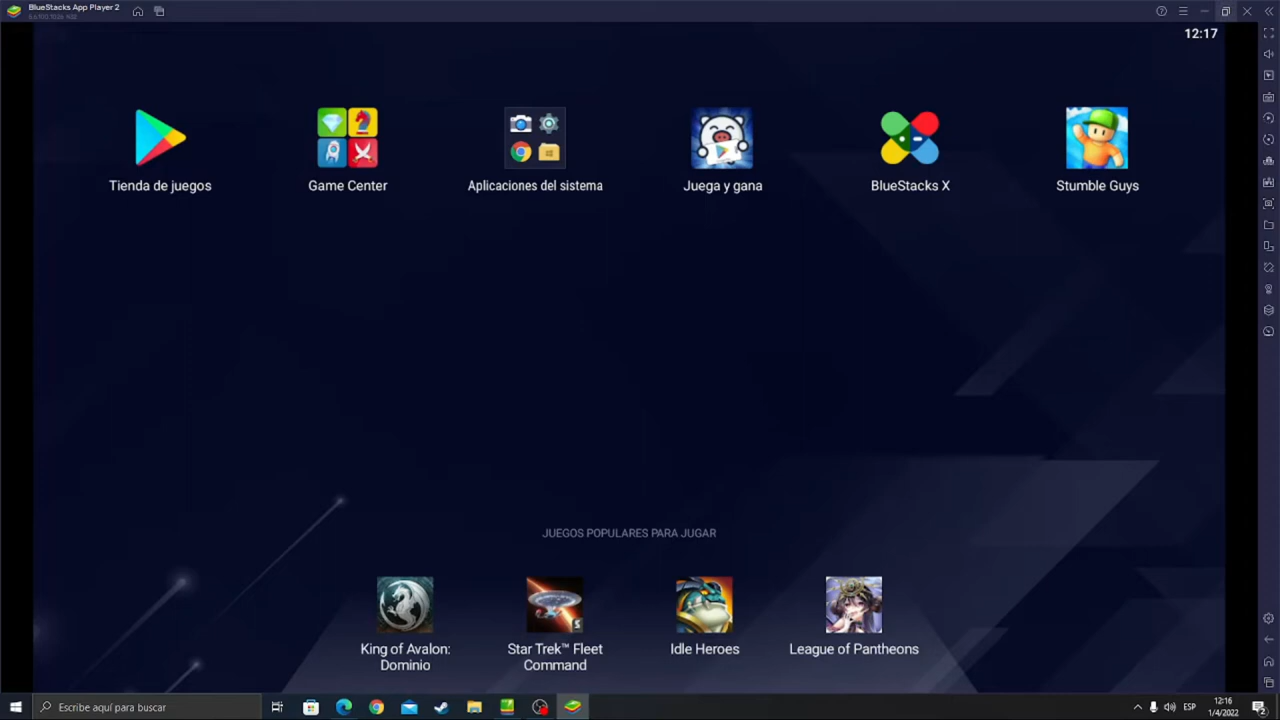 BlueStacks App Player 2
12:17
Tienda de juegos
Game Center
Aplicaciones del sistema
Juega y gana
BlueStacks X
Stumble Guys
JUEGOS POPULARES PARA JUGAR
King of Avalon:
Dominio
Star Trek™ Fleet
Command
Idle Heroes
League of Pantheons
Escribe aquí para buscar
ESP
12:16
1/4/2022
2